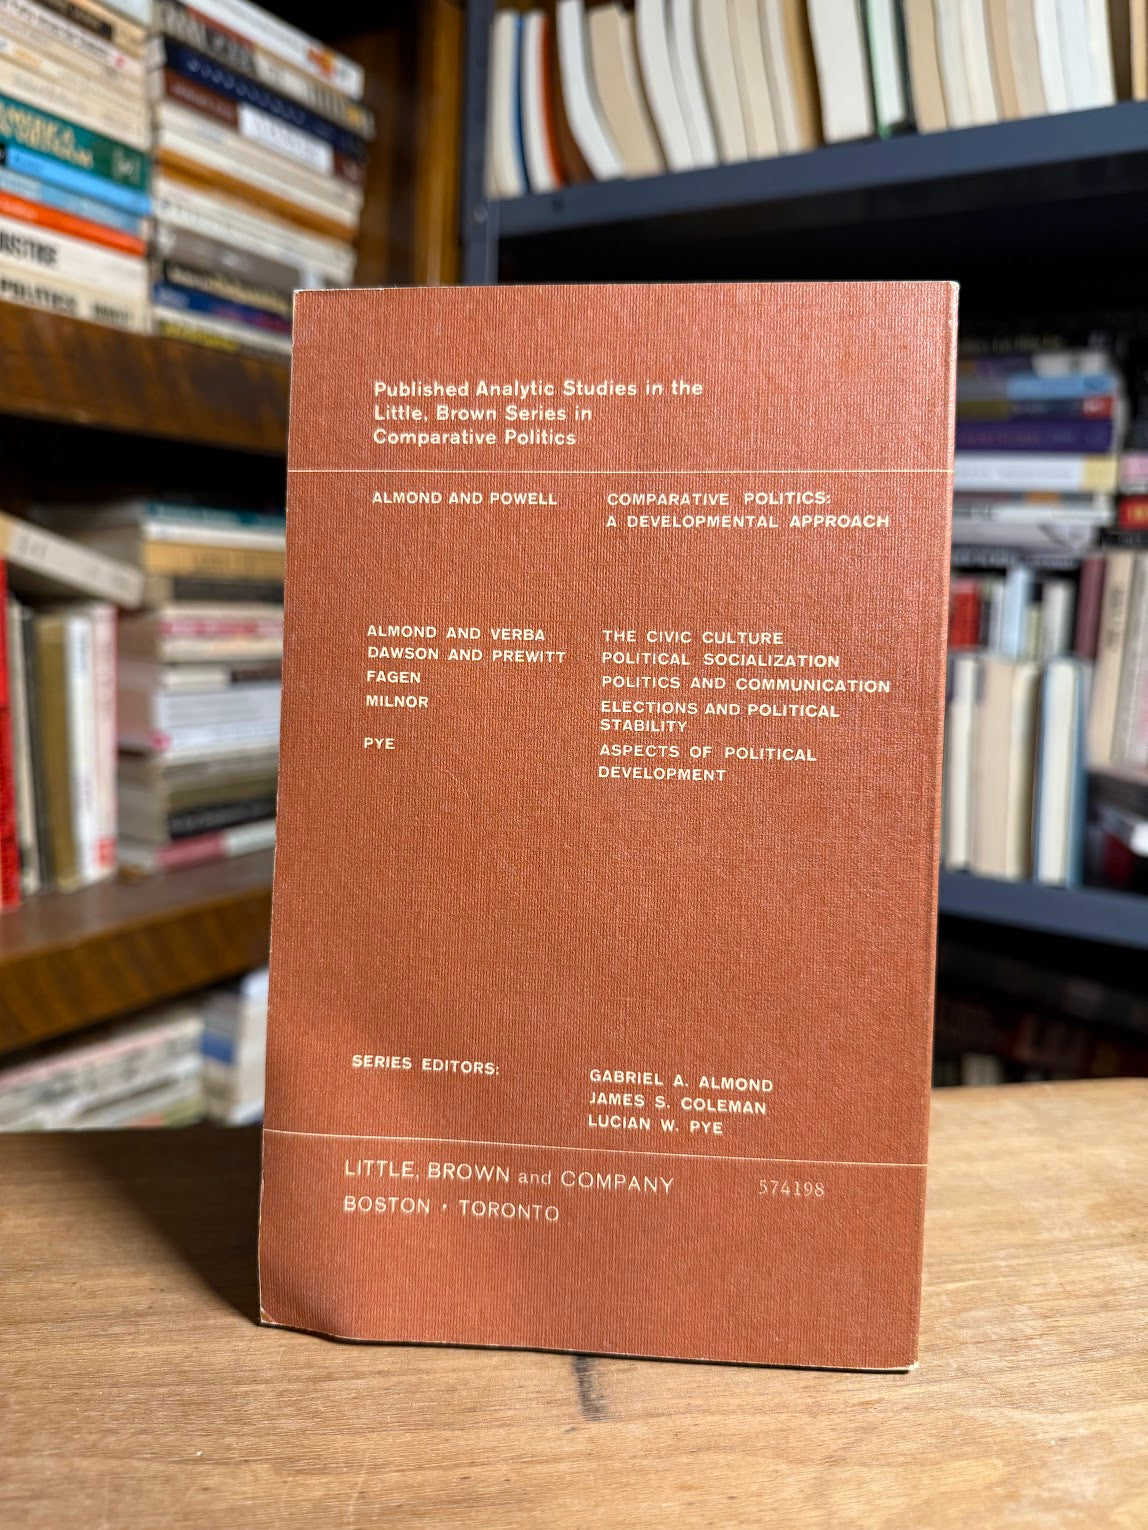 Published Analytic Studies in the
Little, Brown Series in
Comparative Politics
ALMOND AND POWELL COMPARATIVE POLITICS:
A DEVELOPMENTAL APPROACH
ALMOND AND VERBA THE CIVIC CULTURE
DAWSON AND PREWITT POLITICAL SOCIALIZATION
FAGEN POLITICS AND COMMUNICATION
MILNOR ELECTIONS AND POLITICAL
STABILITY
PYE ASPECTS OF POLITICAL
DEVELOPMENT
SERIES EDITORS: GABRIEL A. ALMOND
JAMES S. COLEMAN
LUCIAN W. PYE
LITTLE, BROWN and COMPANY 574198
BOSTON • TORONTO
JUSTICE
POLITICS